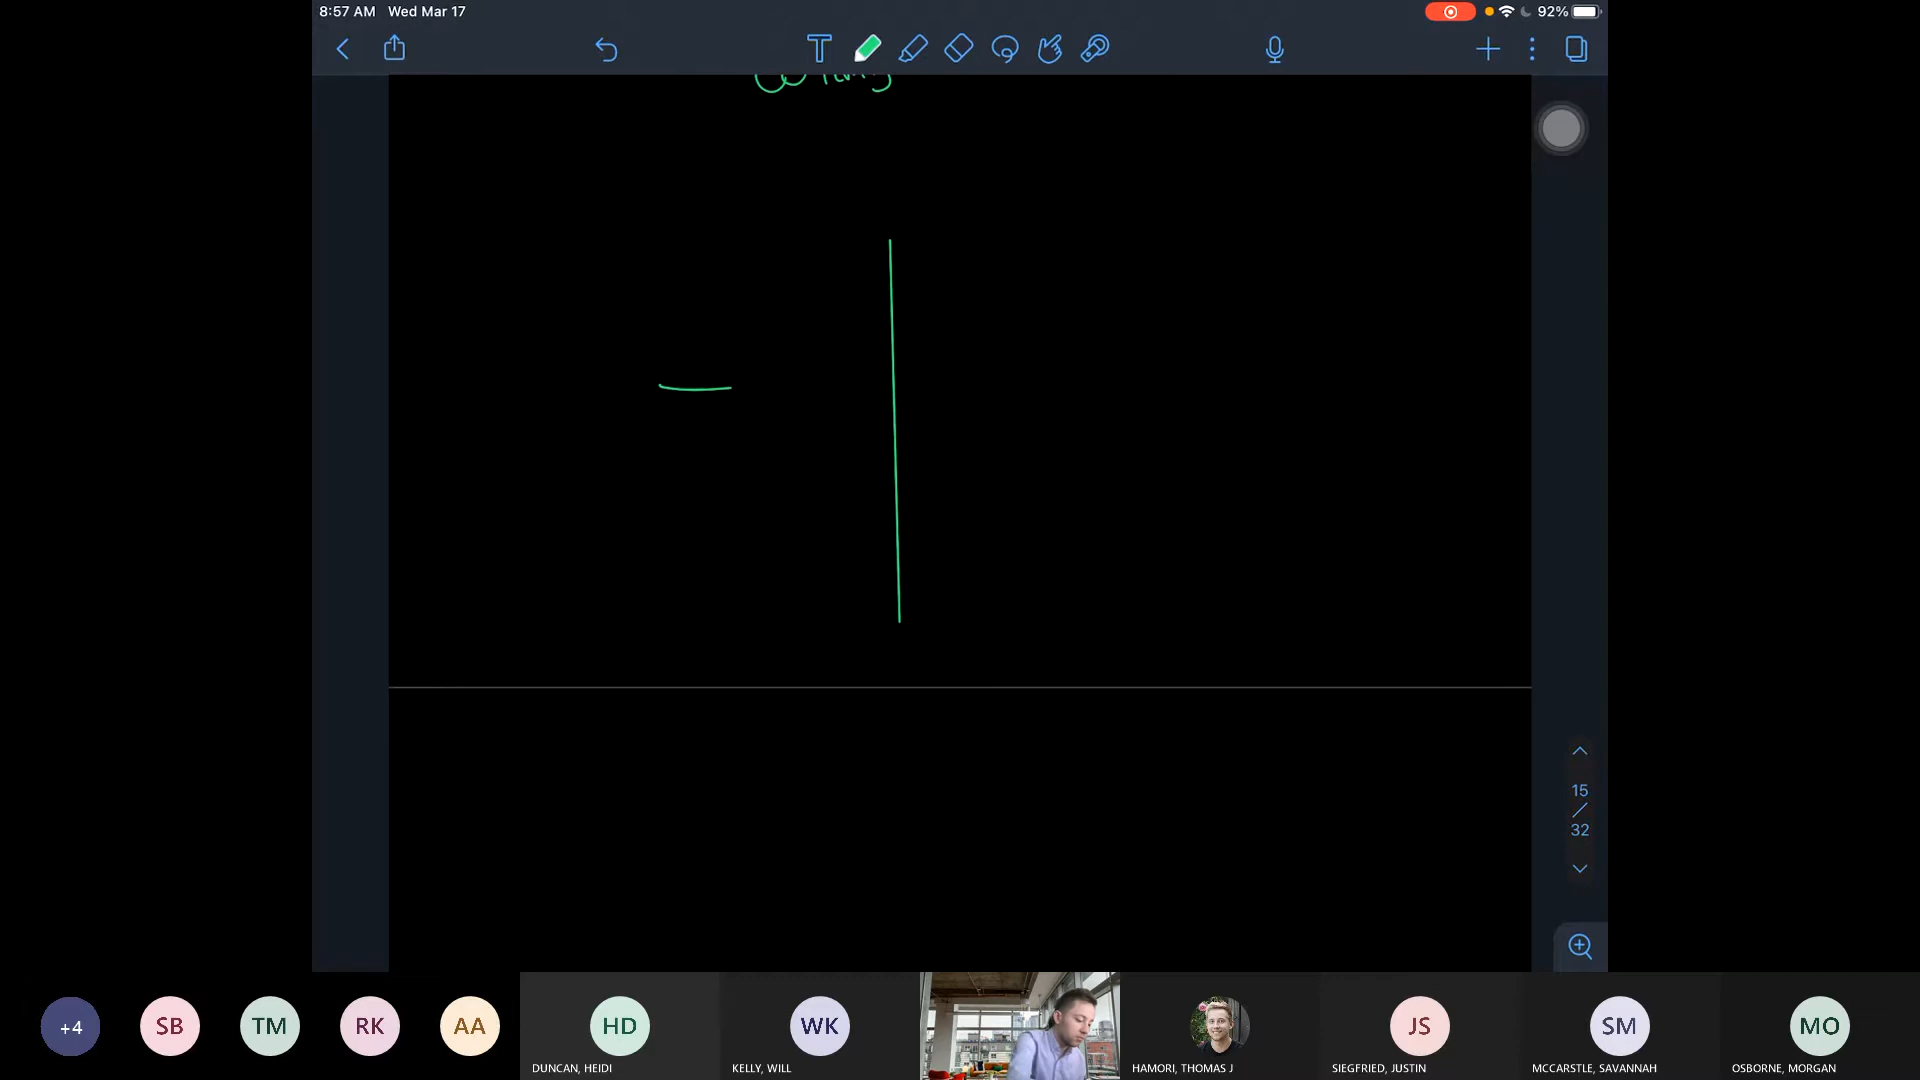 8:57 AM Wed Mar 17
92%
15
32
+4
SB
TM
RK
AA
HD
WK
JS
SM
MO
DUNCAN, HEIDI
KELLY, WILL
HAMORI, THOMAS J
SIEGFRIED, JUSTIN
MCCARSTLE, SAVANNAH
OSBORNE, MORGAN